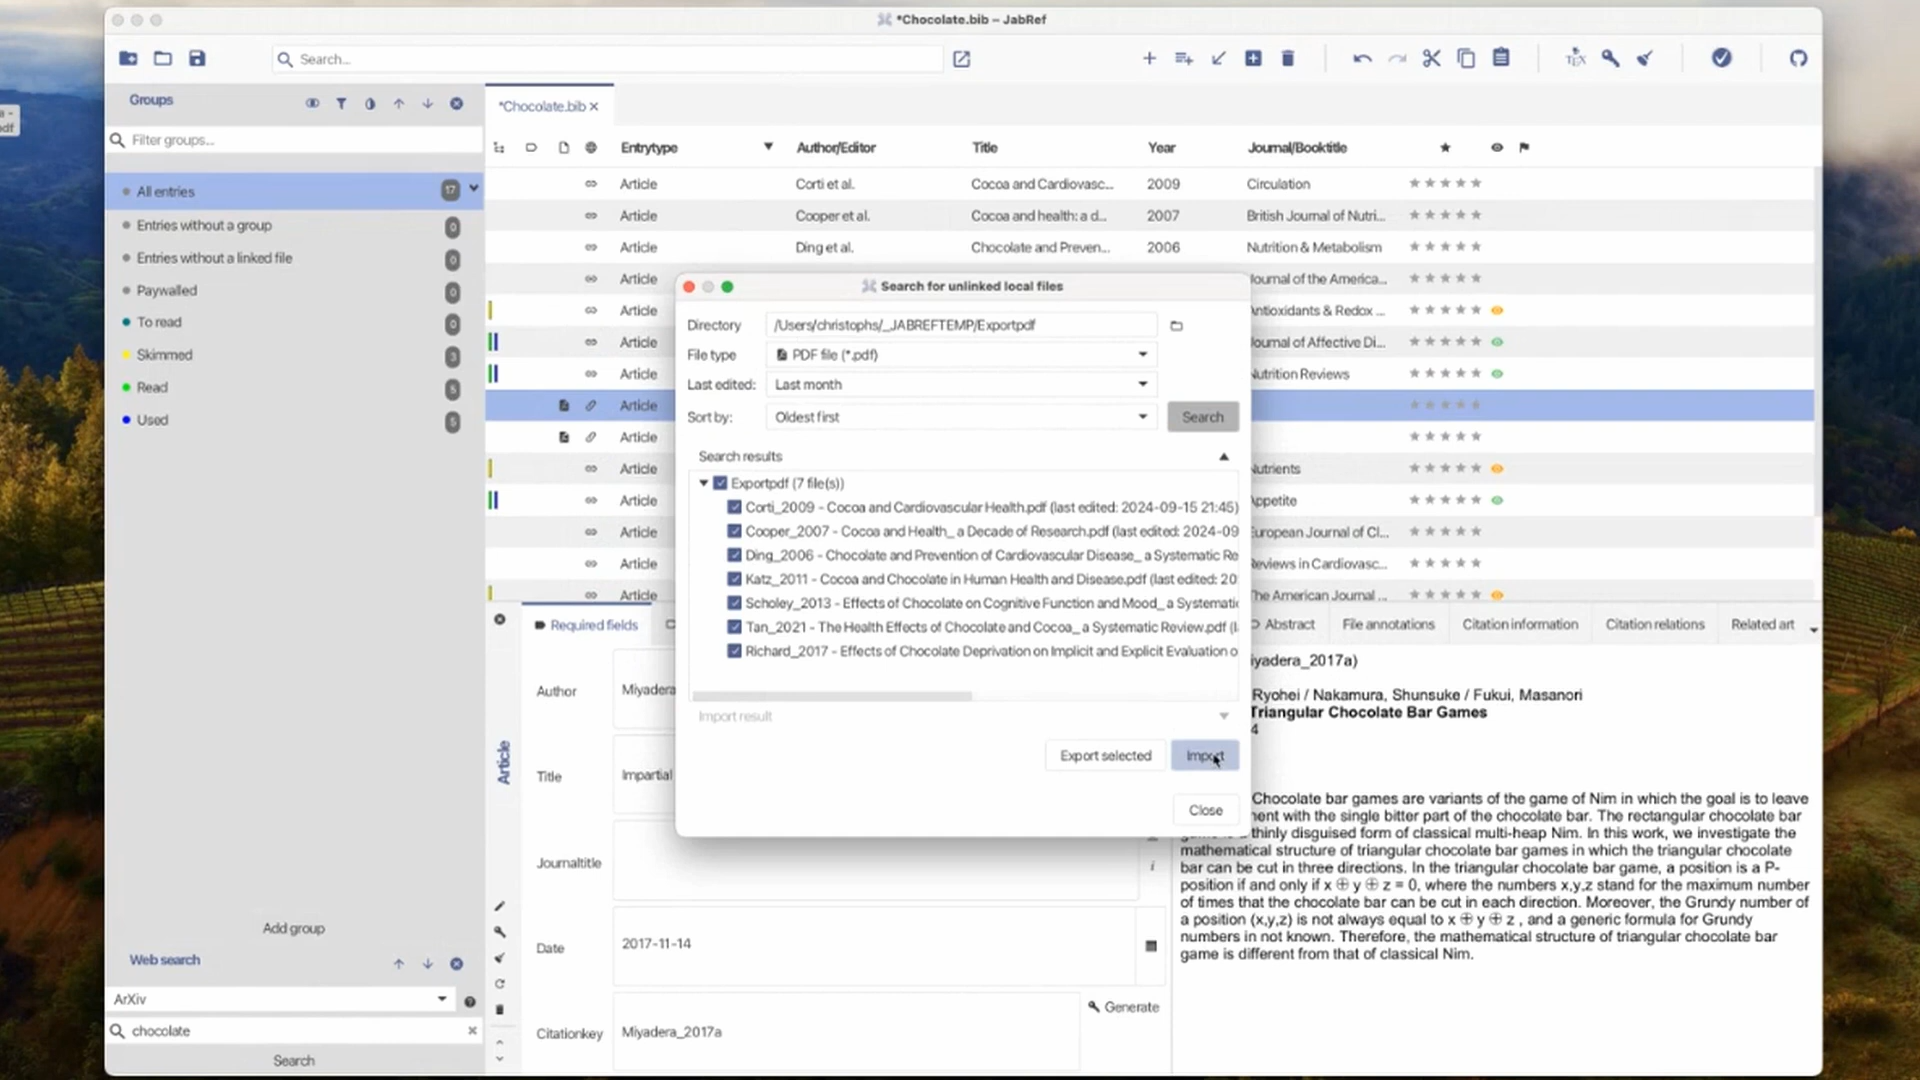 *Chocolate.bib – JabRef
Search...
Groups
Filter groups...
All entries 17
Entries without a group 0
Entries without a linked file 0
Paywalled 0
To read 0
Skimmed 3
Read 5
Used 5
Add group
Web search
ArXiv
chocolate
Search
*Chocolate.bib
Entrytype Author/Editor Title Year Journal/Booktitle
Article Corti et al. Cocoa and Cardiovasc... 2009 Circulation
Article Cooper et al. Cocoa and health: a d... 2007 British Journal of Nutri...
Article Ding et al. Chocolate and Preven... 2006 Nutrition & Metabolism
Article Journal of the America...
Article Antioxidants & Redox ...
Article Journal of Affective Di...
Article Nutrition Reviews
Article
Article
Article Nutrients
Article Appetite
Article European Journal of Cl...
Article Reviews in Cardiovasc...
Article The American Journal ...
Search for unlinked local files
Directory /Users/christophs/_JABREFTEMP/Exportpdf
File type PDF file (*.pdf)
Last edited: Last month
Sort by: Oldest first Search
Search results
Exportpdf (7 file(s))
Corti_2009 - Cocoa and Cardiovascular Health.pdf (last edited: 2024-09-15 21:45)
Cooper_2007 - Cocoa and Health_ a Decade of Research.pdf (last edited: 2024-09
Ding_2006 - Chocolate and Prevention of Cardiovascular Disease_ a Systematic Re
Katz_2011 - Cocoa and Chocolate in Human Health and Disease.pdf (last edited: 20
Scholey_2013 - Effects of Chocolate on Cognitive Function and Mood_ a Systematic
Tan_2021 - The Health Effects of Chocolate and Cocoa_ a Systematic Review.pdf (l
Richard_2017 - Effects of Chocolate Deprivation on Implicit and Explicit Evaluation o
Import result
Export selected Import
Close
Required fields
Abstract File annotations Citation information Citation relations Related art
Article
Author Miyadera
Title Impartial
Journaltitle
Date 2017-11-14
Citationkey Miyadera_2017a
Generate
iyadera_2017a)
Ryohei / Nakamura, Shunsuke / Fukui, Masanori
Triangular Chocolate Bar Games
4
Chocolate bar games are variants of the game of Nim in which the goal is to leave
ent with the single bitter part of the chocolate bar. The rectangular chocolate bar
game is a thinly disguised form of classical multi-heap Nim. In this work, we investigate the
mathematical structure of triangular chocolate bar games in which the triangular chocolate
bar can be cut in three directions. In the triangular chocolate bar game, a position is a P-
position if and only if x ⊕ y ⊕ z = 0, where the numbers x,y,z stand for the maximum number
of times that the chocolate bar can be cut in each direction. Moreover, the Grundy number of
a position (x,y,z) is not always equal to x ⊕ y ⊕ z , and a generic formula for Grundy
numbers in not known. Therefore, the mathematical structure of triangular chocolate bar
game is different from that of classical Nim.